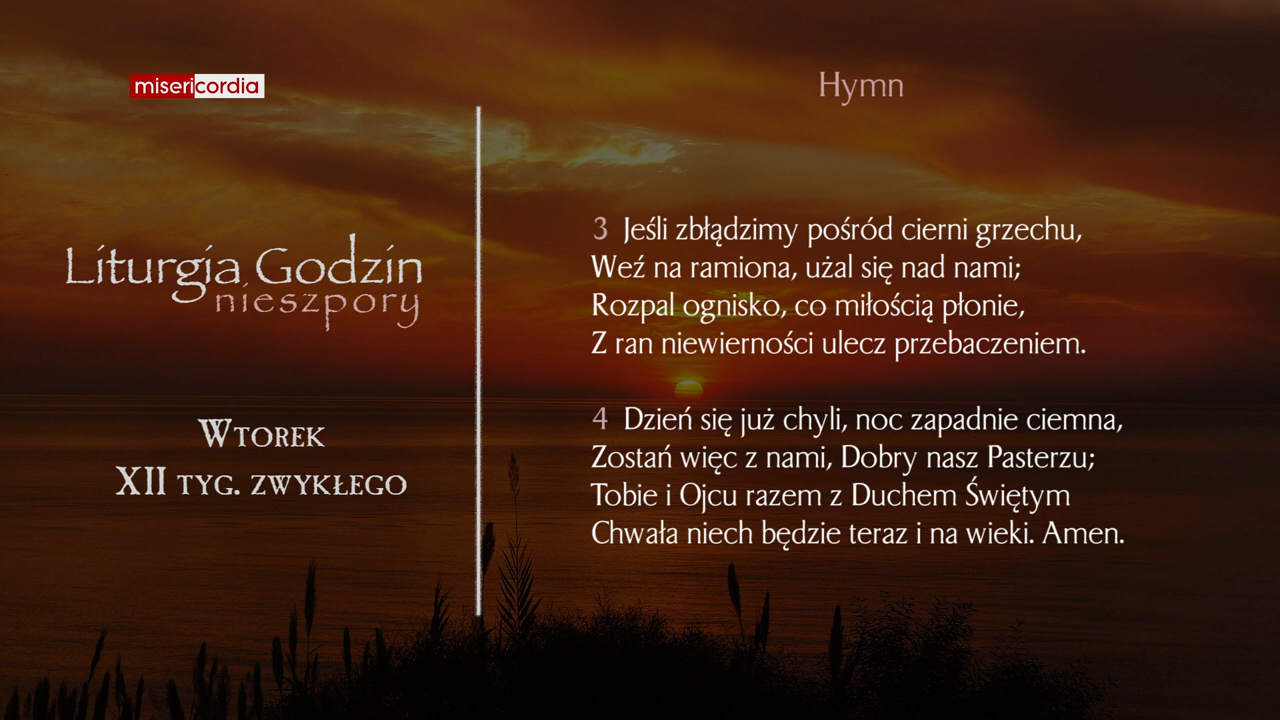 misericordia
Liturgia Godzin
nieszpory
Wtorek
XII tyg. zwykłego
Hymn
3 Jeśli zbłądzimy pośród cierni grzechu,
Weź na ramiona, użal się nad nami;
Rozpal ognisko, co miłością płonie,
Z ran niewierności ulecz przebaczeniem.
4 Dzień się już chyli, noc zapadnie ciemna,
Zostań więc z nami, Dobry nasz Pasterzu;
Tobie i Ojcu razem z Duchem Świętym
Chwała niech będzie teraz i na wieki. Amen.